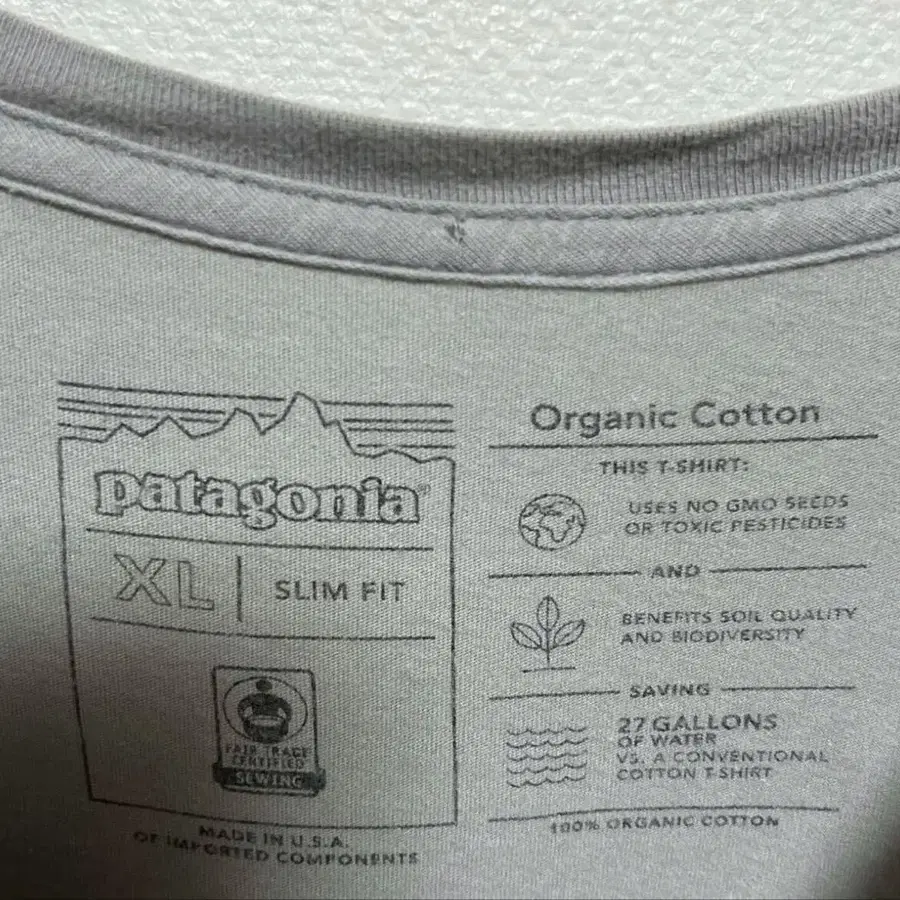 patagonia®
XL | SLIM FIT
FAIR TRADE
CERTIFIED
SEWING
MADE IN U.S.A.
OF IMPORTED COMPONENTS
Organic Cotton
THIS T-SHIRT:
USES NO GMO SEEDS
OR TOXIC PESTICIDES
AND
BENEFITS SOIL QUALITY
AND BIODIVERSITY
SAVING
27 GALLONS
OF WATER
VS. A CONVENTIONAL
COTTON T-SHIRT
100% ORGANIC COTTON